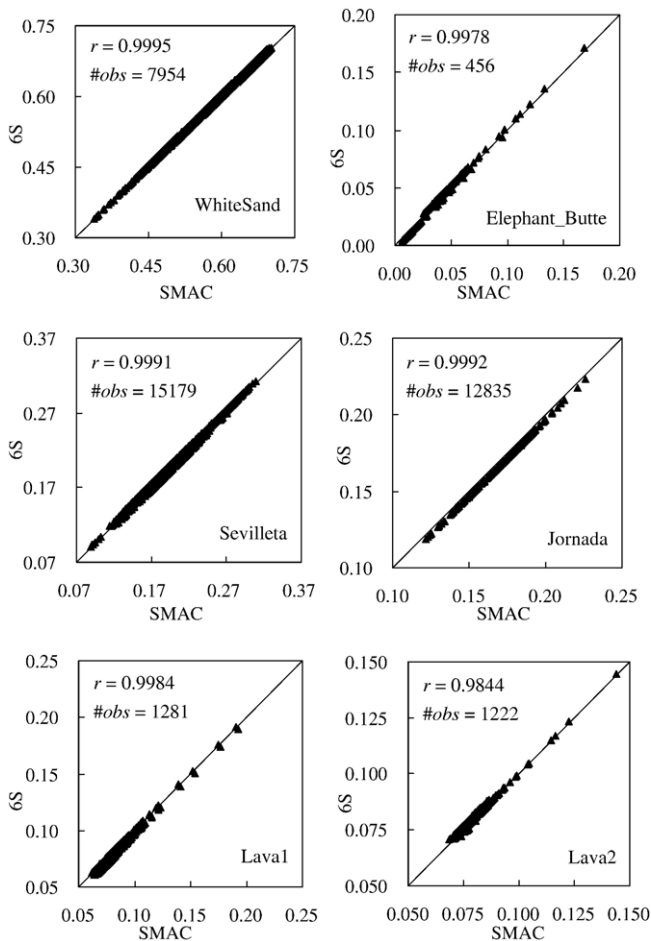 0.75
r = 0.9995
#obs = 7954
0.60
6S
0.45
WhiteSand
0.30
0.30 0.45 0.60 0.75
SMAC
0.20
r = 0.9978
#obs = 456
0.15
6S
0.10
0.05
Elephant_Butte
0.00
0.00 0.05 0.10 0.15 0.20
SMAC
0.37
r = 0.9991
#obs = 15179
0.27
6S
0.17
Sevilleta
0.07
0.07 0.17 0.27 0.37
SMAC
0.25
r = 0.9992
#obs = 12835
0.20
6S
0.15
Jornada
0.10
0.10 0.15 0.20 0.25
SMAC
0.25
r = 0.9984
#obs = 1281
0.20
0.15
6S
0.10
Lava1
0.05
0.05 0.10 0.15 0.20 0.25
SMAC
0.150
r = 0.9844
#obs = 1222
0.125
6S
0.100
0.075
Lava2
0.050
0.050 0.075 0.100 0.125 0.150
SMAC